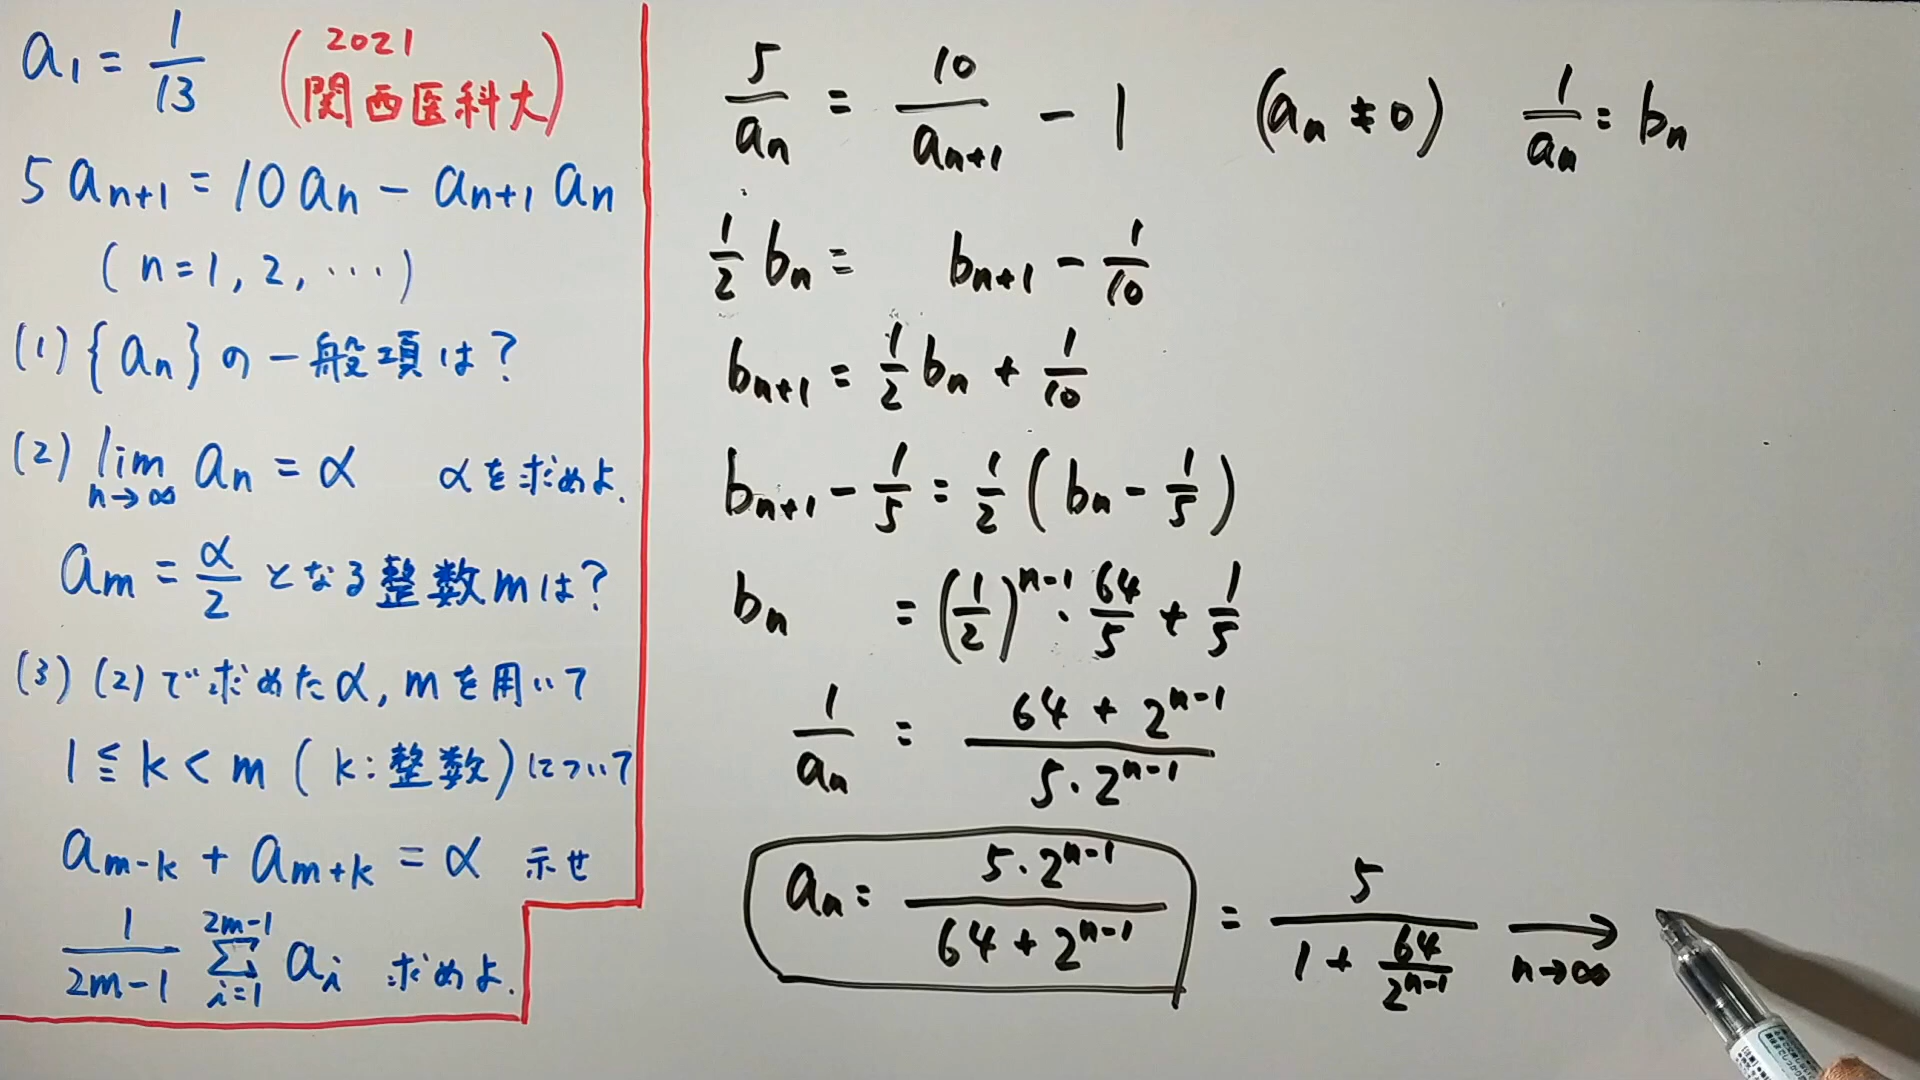 a₁ = 1/13 (2021 関西医科大)
5aₙ₊₁ = 10aₙ − aₙ₊₁aₙ
(n=1, 2, ⋯)
(1) {aₙ}の一般項は?
(2) lim_{n→∞} aₙ = α αを求めよ.
aₘ = α/2 となる整数mは?
(3) (2)で求めたα, mを用いて
1≦k<m (k:整数)について
aₘ₋ₖ + aₘ₊ₖ = α 示せ
1/(2m−1) Σ_{i=1}^{2m−1} aᵢ 求めよ.
5/aₙ = 10/aₙ₊₁ − 1 (aₙ ≠ 0) 1/aₙ = bₙ
1/2 bₙ = bₙ₊₁ − 1/10
bₙ₊₁ = 1/2 bₙ + 1/10
bₙ₊₁ − 1/5 = 1/2 (bₙ − 1/5)
bₙ = (1/2)^{n−1} · 64/5 + 1/5
1/aₙ = (64 + 2^{n−1})/(5·2^{n−1})
aₙ = (5·2^{n−1})/(64 + 2^{n−1}) = 5/(1 + 64/2^{n−1}) →_{n→∞}